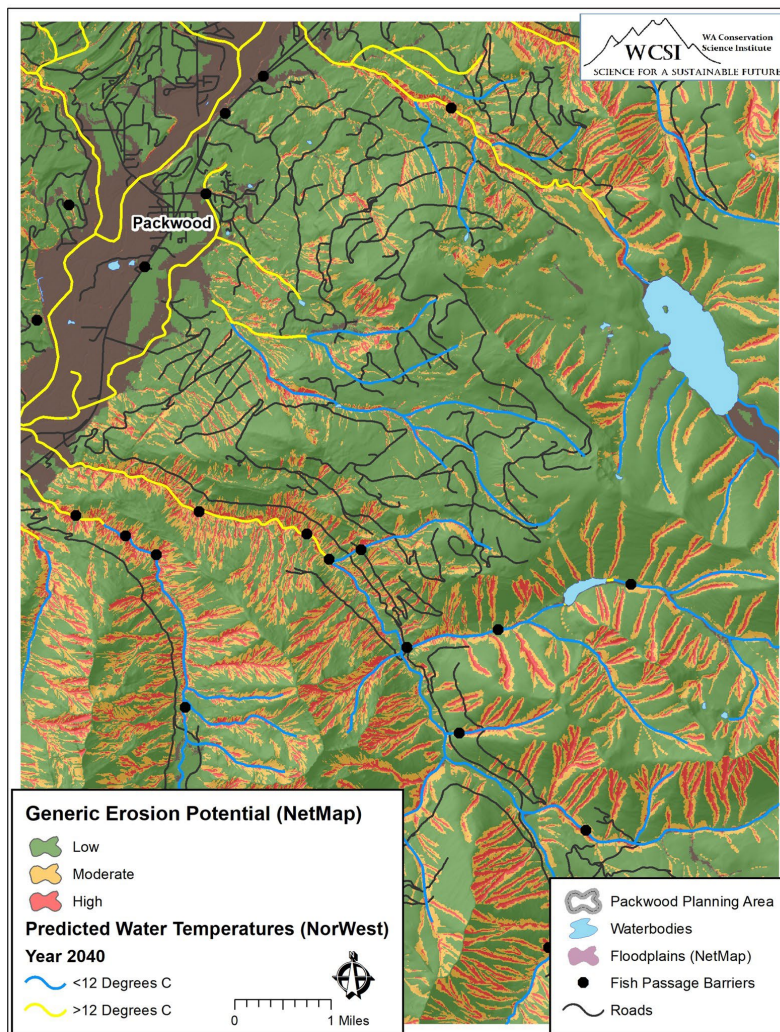 WCSI
WA Conservation
Science Institute
SCIENCE FOR A SUSTAINABLE FUTURE
Packwood
Generic Erosion Potential (NetMap)
Low
Moderate
High
Predicted Water Temperatures (NorWest)
Year 2040
<12 Degrees C
>12 Degrees C
0 1 Miles
Packwood Planning Area
Waterbodies
Floodplains (NetMap)
Fish Passage Barriers
Roads